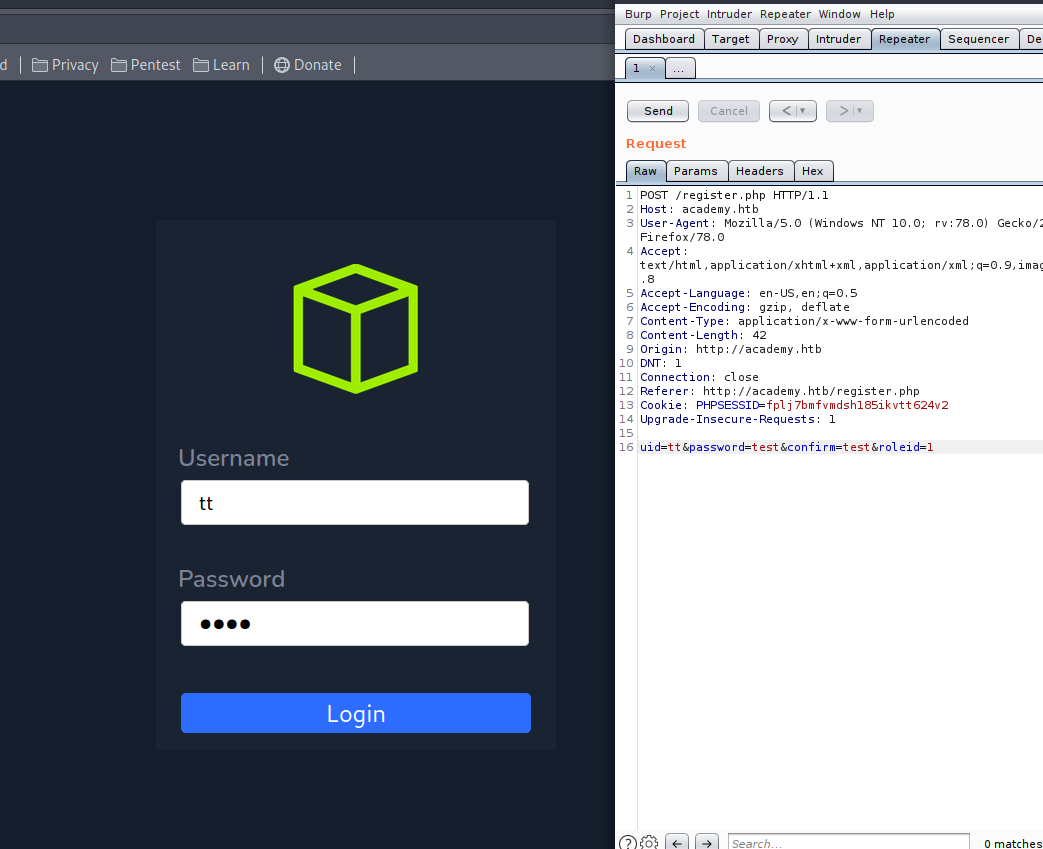 d | Privacy Pentest Learn | Donate |
Username
tt
Password
Login
Burp Project Intruder Repeater Window Help
Dashboard Target Proxy Intruder Repeater Sequencer De
1 × ...
Send Cancel < | ▼ > | ▼
Request
Raw Params Headers Hex
1 POST /register.php HTTP/1.1
2 Host: academy.htb
3 User-Agent: Mozilla/5.0 (Windows NT 10.0; rv:78.0) Gecko/2
Firefox/78.0
4 Accept:
text/html,application/xhtml+xml,application/xml;q=0.9,imag
.8
5 Accept-Language: en-US,en;q=0.5
6 Accept-Encoding: gzip, deflate
7 Content-Type: application/x-www-form-urlencoded
8 Content-Length: 42
9 Origin: http://academy.htb
10 DNT: 1
11 Connection: close
12 Referer: http://academy.htb/register.php
13 Cookie: PHPSESSID=fplj7bmfvmdsh185ikvtt624v2
14 Upgrade-Insecure-Requests: 1
15
16 uid=tt&password=test&confirm=test&roleid=1
? ← → Search... 0 matches